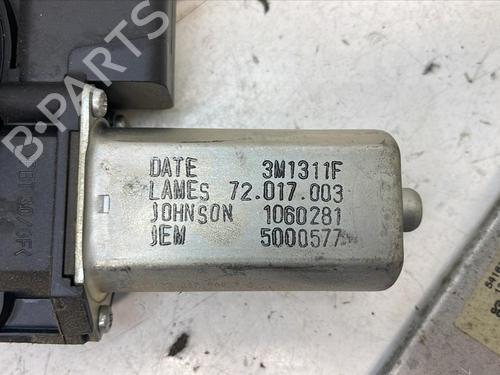 B-PARTS
DATE 3M1311F
LAMES 72.017.003
JOHNSON 1060281
JEM 5000577